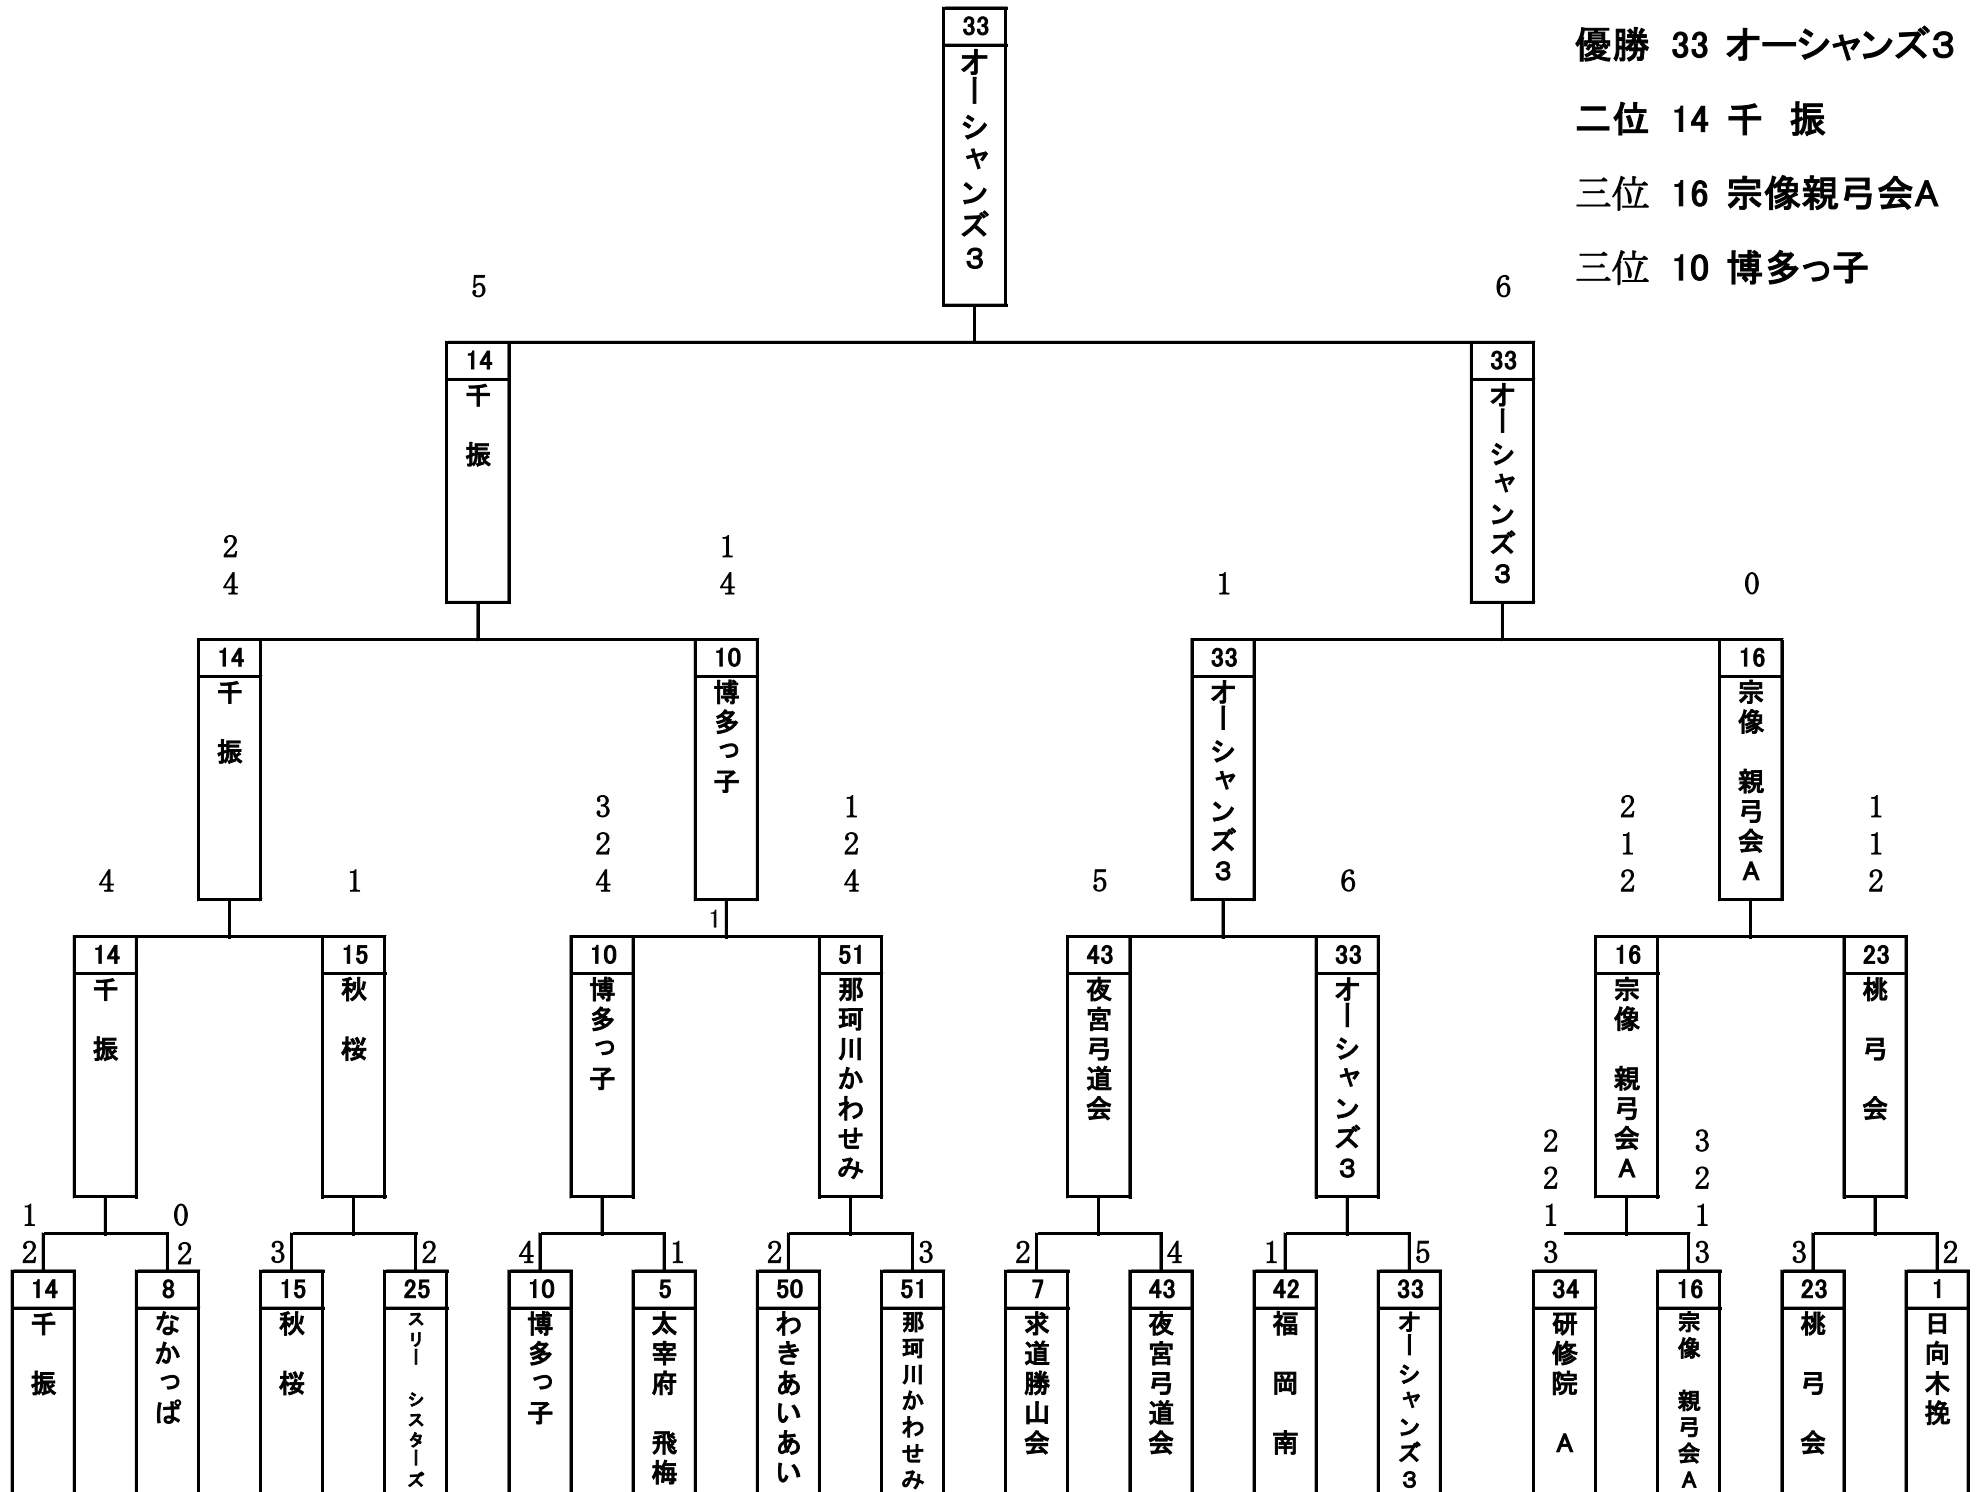 優勝 33 オーシャンズ3
二位 14 千 振
三位 16 宗像親弓会A
三位 10 博多っ子
33
オーシャンズ3
5 6
14 33
千 振
オーシャンズ3
2 1
4 4 1 0
14 10 33 16
千 振
博多っ子
オーシャンズ3
宗像 親弓会A
3 1 2 1
2 2 1 1
4 1 4 4 5 6 2 2
1
14 15 10 51 43 33 16 23
千 振
秋 桜
博多っ子
那珂川かわせみ
夜宮弓道会
オーシャンズ3
宗像 親弓会A
桃 弓 会
2 3
2 2
1 0 1 1
2 2 3 2 4 1 2 3 2 4 1 5 3 3 3 2
14 8 15 25 10 5 50 51 7 43 42 33 34 16 23 1
千 振
なかっぱ
秋 桜
スリー シスターズ
博多っ子
太宰府 飛梅
わきあいあい
那珂川かわせみ
求道勝山会
夜宮弓道会
福 岡 南
オーシャンズ3
研修院 A
宗像 親弓会A
桃 弓 会
日向木挽